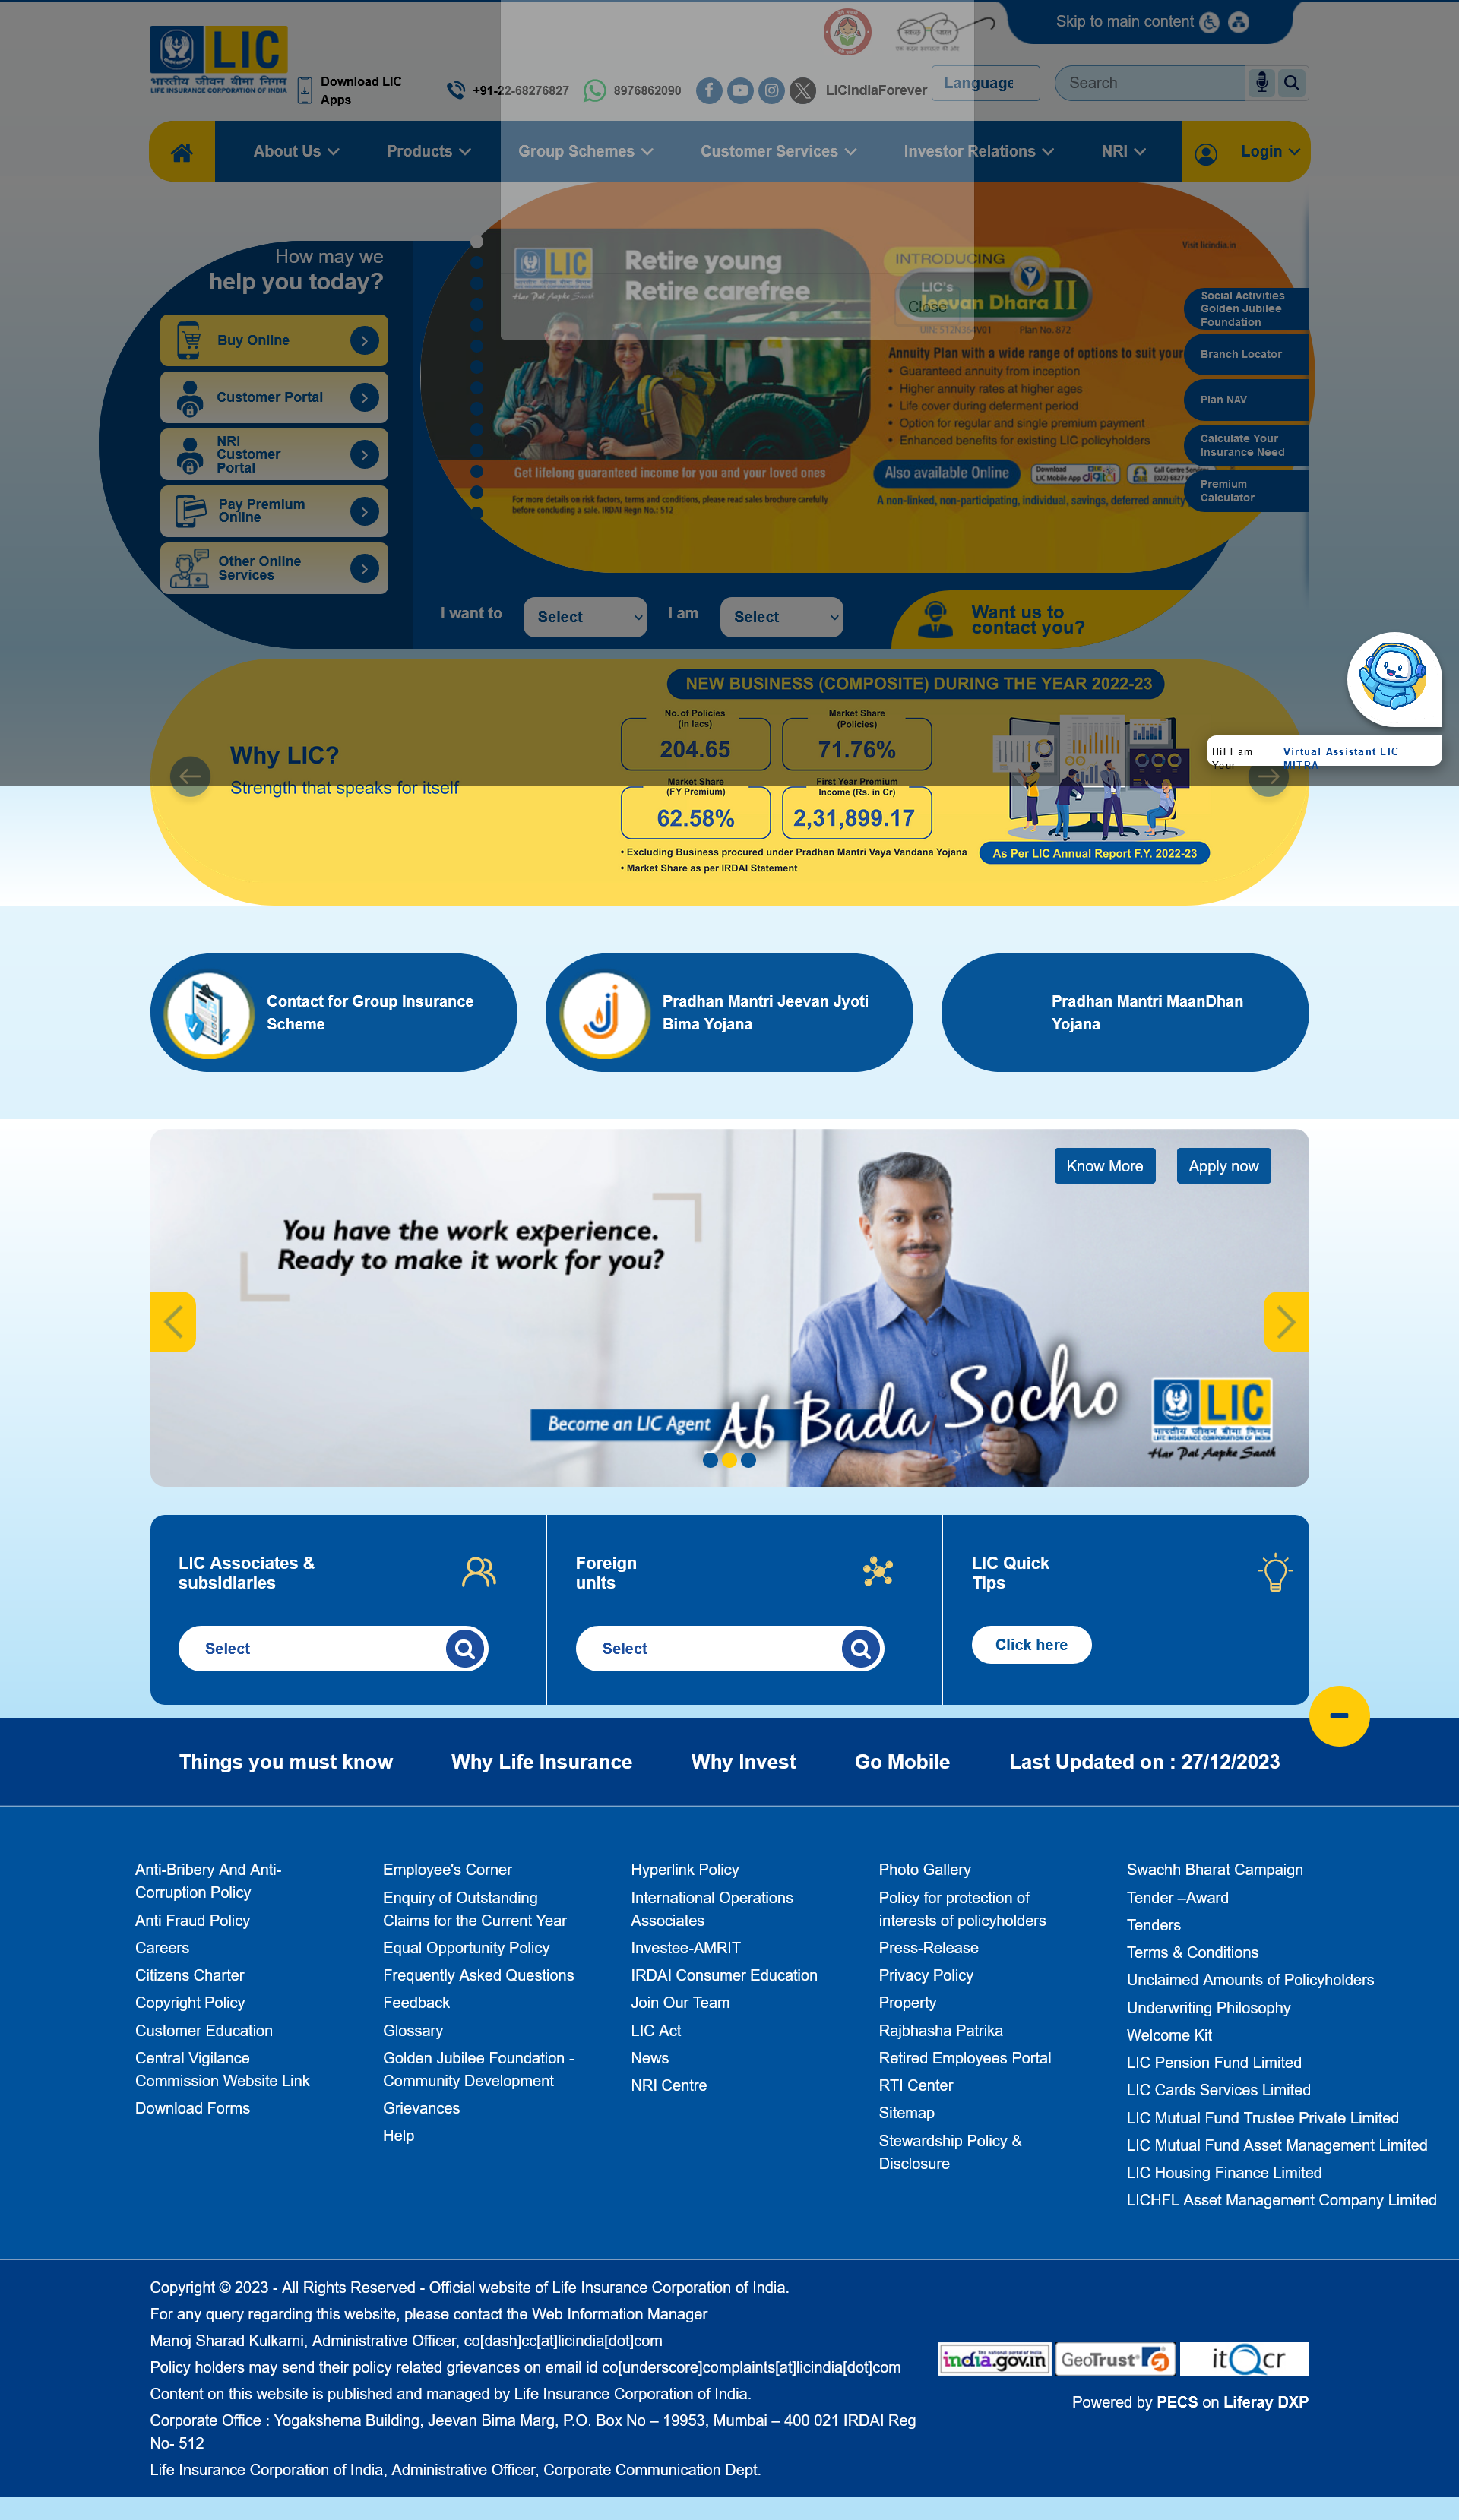 Skip to main content
LIC
भारतीय जीवन बीमा निगम
LIFE INSURANCE CORPORATION OF INDIA
Download LIC
Apps
+91-22-68276827
8976862090
LICIndiaForever
Language
Search
About Us
Products
Group Schemes
Customer Services
Investor Relations
NRI
Login
How may we
help you today?
Buy Online
Customer Portal
NRI
Customer
Portal
Pay Premium
Online
Other Online
Services
LIC
Har Pal Aapke Saath
Retire young
Retire carefree
Get lifelong guaranteed income for you and your loved ones
For more details on risk factors, terms and conditions, please read sales brochure carefully
before concluding a sale. IRDAI Regn No.: 512
Visit licindia.in
INTRODUCING
LIC's
Jeevan Dhara II
Close
UIN: 512N364V01
Plan No. 872
Annuity Plan with a wide range of options to suit your
• Guaranteed annuity from inception
• Higher annuity rates at higher ages
• Life cover during deferment period
• Option for regular and single premium payment
• Enhanced benefits for existing LIC policyholders
Also available Online
Download
LIC Mobile App
digital
Call Centre
(022) 6827
A non-linked, non-participating, individual, savings, deferred annuity
Social Activities
Golden Jubilee
Foundation
Branch Locator
Plan NAV
Calculate Your
Insurance Need
Premium
Calculator
I want to
Select
I am
Select
Want us to
contact you?
Why LIC?
Strength that speaks for itself
NEW BUSINESS (COMPOSITE) DURING THE YEAR 2022-23
No. of Policies
(in lacs)
204.65
Market Share
(Policies)
71.76%
Market Share
(FY Premium)
62.58%
First Year Premium
Income (Rs. in Cr)
2,31,899.17
• Excluding Business procured under Pradhan Mantri Vaya Vandana Yojana
• Market Share as per IRDAI Statement
As Per LIC Annual Report F.Y. 2022-23
Hi! I am
Your
Virtual Assistant LIC
MITRA
Contact for Group Insurance
Scheme
Pradhan Mantri Jeevan Jyoti
Bima Yojana
Pradhan Mantri MaanDhan
Yojana
Know More
Apply now
You have the work experience.
Ready to make it work for you?
Become an LIC Agent
Ab Bada Socho
LIC
भारतीय जीवन बीमा निगम
LIFE INSURANCE CORPORATION OF INDIA
Har Pal Aapke Saath
LIC Associates &
subsidiaries
Select
Foreign
units
Select
LIC Quick
Tips
Click here
Things you must know
Why Life Insurance
Why Invest
Go Mobile
Last Updated on : 27/12/2023
Anti-Bribery And Anti-
Corruption Policy
Anti Fraud Policy
Careers
Citizens Charter
Copyright Policy
Customer Education
Central Vigilance
Commission Website Link
Download Forms
Employee's Corner
Enquiry of Outstanding
Claims for the Current Year
Equal Opportunity Policy
Frequently Asked Questions
Feedback
Glossary
Golden Jubilee Foundation -
Community Development
Grievances
Help
Hyperlink Policy
International Operations
Associates
Investee-AMRIT
IRDAI Consumer Education
Join Our Team
LIC Act
News
NRI Centre
Photo Gallery
Policy for protection of
interests of policyholders
Press-Release
Privacy Policy
Property
Rajbhasha Patrika
Retired Employees Portal
RTI Center
Sitemap
Stewardship Policy &
Disclosure
Swachh Bharat Campaign
Tender –Award
Tenders
Terms & Conditions
Unclaimed Amounts of Policyholders
Underwriting Philosophy
Welcome Kit
LIC Pension Fund Limited
LIC Cards Services Limited
LIC Mutual Fund Trustee Private Limited
LIC Mutual Fund Asset Management Limited
LIC Housing Finance Limited
LICHFL Asset Management Company Limited
Copyright © 2023 - All Rights Reserved - Official website of Life Insurance Corporation of India.
For any query regarding this website, please contact the Web Information Manager
Manoj Sharad Kulkarni, Administrative Officer, co[dash]cc[at]licindia[dot]com
Policy holders may send their policy related grievances on email id co[underscore]complaints[at]licindia[dot]com
Content on this website is published and managed by Life Insurance Corporation of India.
Corporate Office : Yogakshema Building, Jeevan Bima Marg, P.O. Box No – 19953, Mumbai – 400 021 IRDAI Reg
No- 512
Life Insurance Corporation of India, Administrative Officer, Corporate Communication Dept.
india.gov.in
GeoTrust
itQcr
Powered by PECS on Liferay DXP